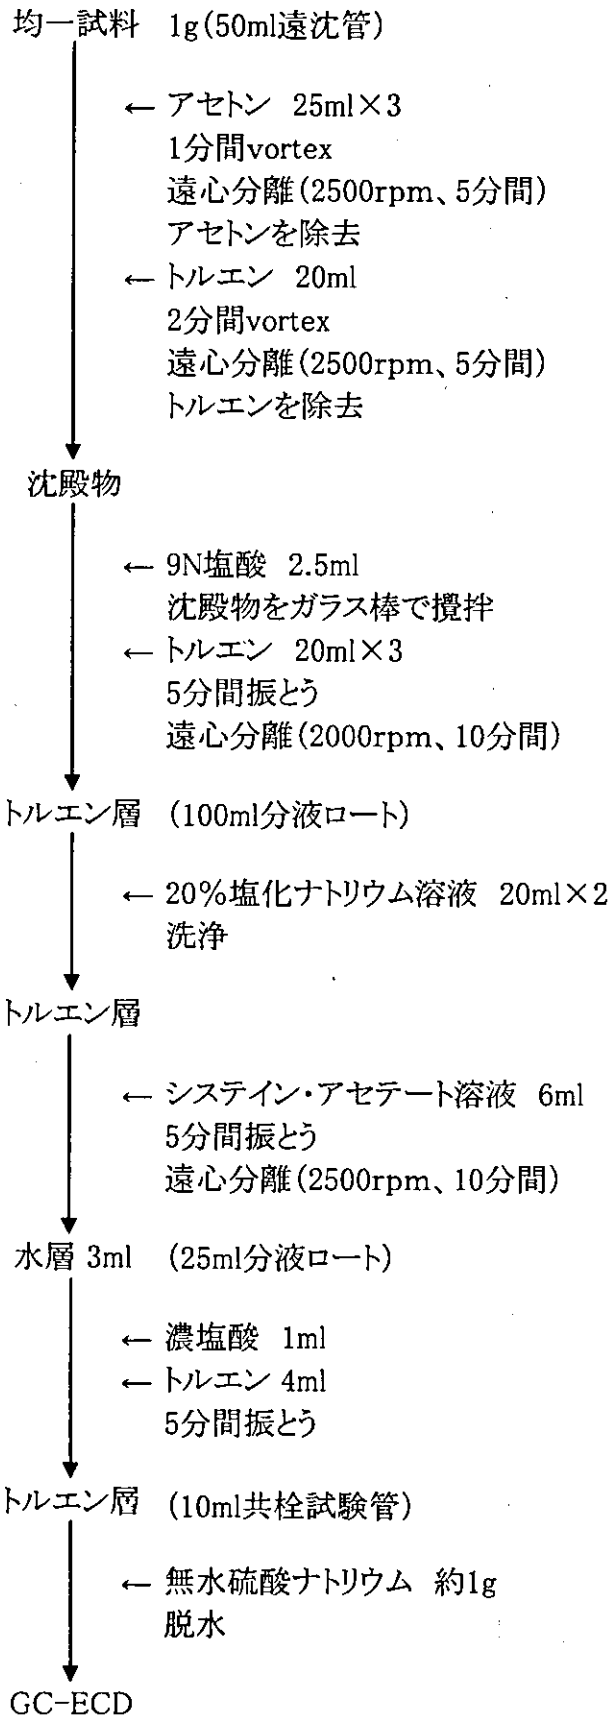 均一試料 1g(50ml遠沈管)
← アセトン 25ml×3
1分間vortex
遠心分離(2500rpm、5分間)
アセトンを除去
← トルエン 20ml
2分間vortex
遠心分離(2500rpm、5分間)
トルエンを除去
沈殿物
← 9N塩酸 2.5ml
沈殿物をガラス棒で攪拌
← トルエン 20ml×3
5分間振とう
遠心分離(2000rpm、10分間)
トルエン層 (100ml分液ロート)
← 20%塩化ナトリウム溶液 20ml×2
洗浄
トルエン層
← システイン・アセテート溶液 6ml
5分間振とう
遠心分離(2500rpm、10分間)
水層 3ml (25ml分液ロート)
← 濃塩酸 1ml
← トルエン 4ml
5分間振とう
トルエン層 (10ml共栓試験管)
← 無水硫酸ナトリウム 約1g
脱水
GC-ECD